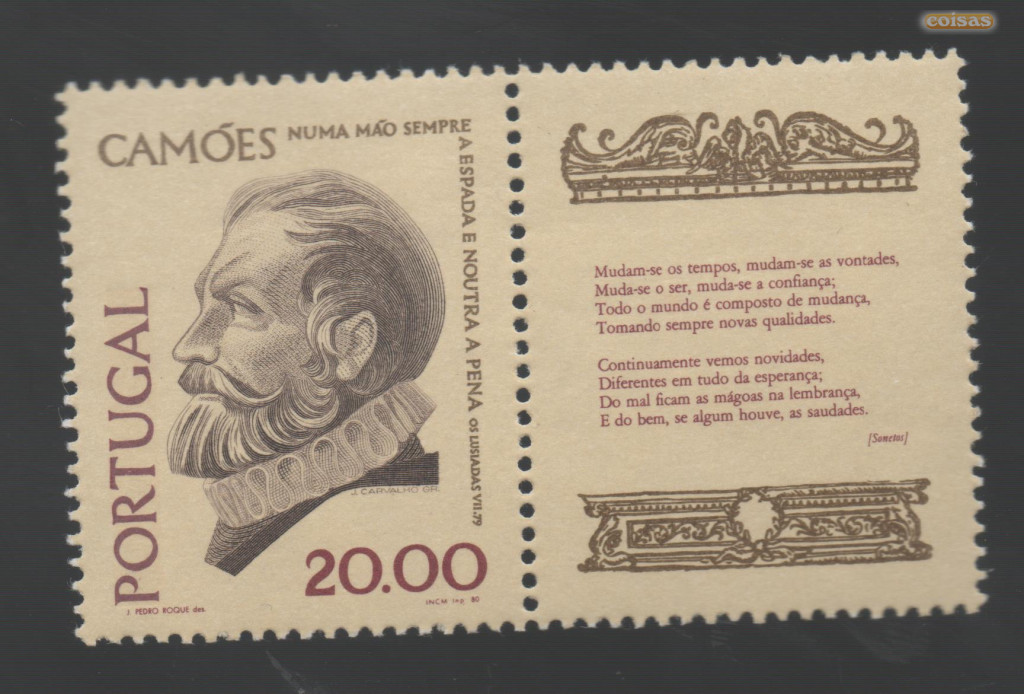 coisas
CAMÕES
NUMA MÃO SEMPRE
A ESPADA E NOUTRA A PENA OS LUSIADAS VII.79
PORTUGAL
J. CARVALHO GR.
20.00
J. PEDRO ROQUE des.
INCM imp. 80
Mudam-se os tempos, mudam-se as vontades,
Muda-se o ser, muda-se a confiança;
Todo o mundo é composto de mudança,
Tomando sempre novas qualidades.
Continuamente vemos novidades,
Diferentes em tudo da esperança;
Do mal ficam as mágoas na lembrança,
E do bem, se algum houve, as saudades.
[Sonetos]